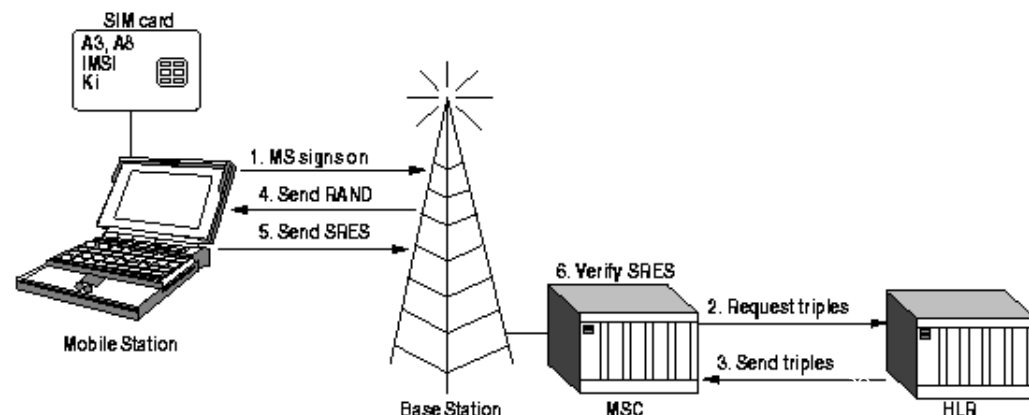 SIM card
A3, A8
IMSI
Ki
1. MS signs on
4. Send RAND
5. Send SRES
6. Verify SRES
2. Request triples
3. Send triples
Mobile Station
Base Station
MSC
HLR